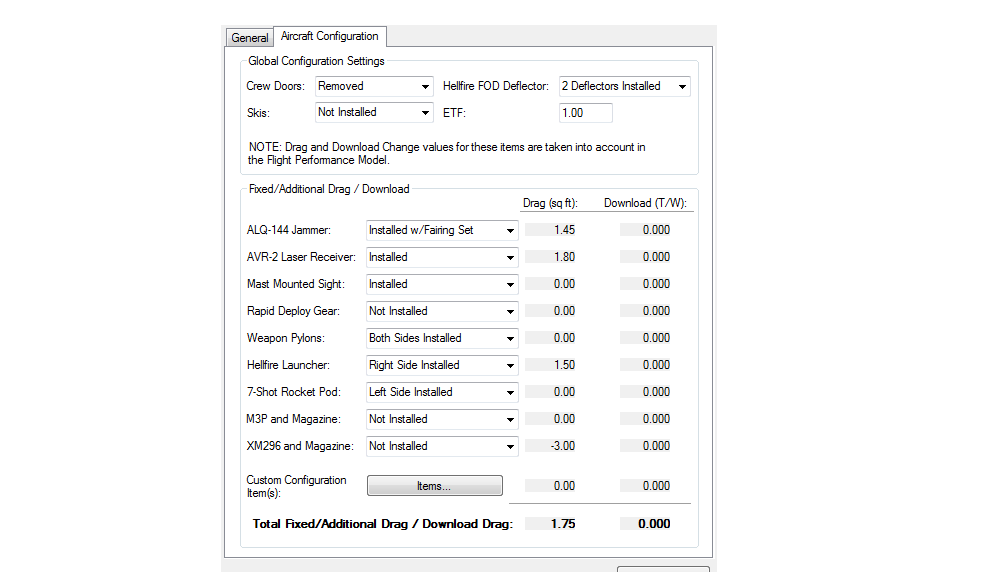 General Aircraft Configuration
Global Configuration Settings
Crew Doors: Removed Hellfire FOD Deflector: 2 Deflectors Installed
Skis: Not Installed ETF: 1.00
NOTE: Drag and Download Change values for these items are taken into account in
the Flight Performance Model.
Fixed/Additional Drag / Download
Drag (sq ft): Download (T/W):
ALQ-144 Jammer: Installed w/Fairing Set 1.45 0.000
AVR-2 Laser Receiver: Installed 1.80 0.000
Mast Mounted Sight: Installed 0.00 0.000
Rapid Deploy Gear: Not Installed 0.00 0.000
Weapon Pylons: Both Sides Installed 0.00 0.000
Hellfire Launcher: Right Side Installed 1.50 0.000
7-Shot Rocket Pod: Left Side Installed 0.00 0.000
M3P and Magazine: Not Installed 0.00 0.000
XM296 and Magazine: Not Installed -3.00 0.000
Custom Configuration
Item(s): Items... 0.00 0.000
Total Fixed/Additional Drag / Download Drag: 1.75 0.000